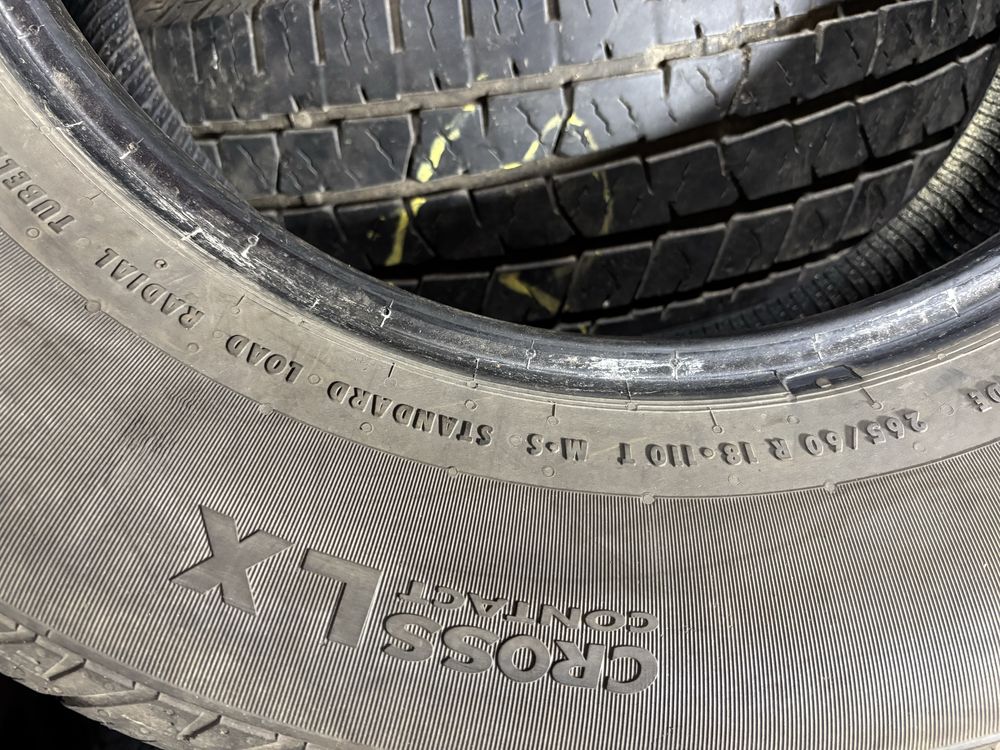 265/60 R 18 • 110 T M+S STANDARD LOAD RADIAL
CROSS
CONTACT
LX